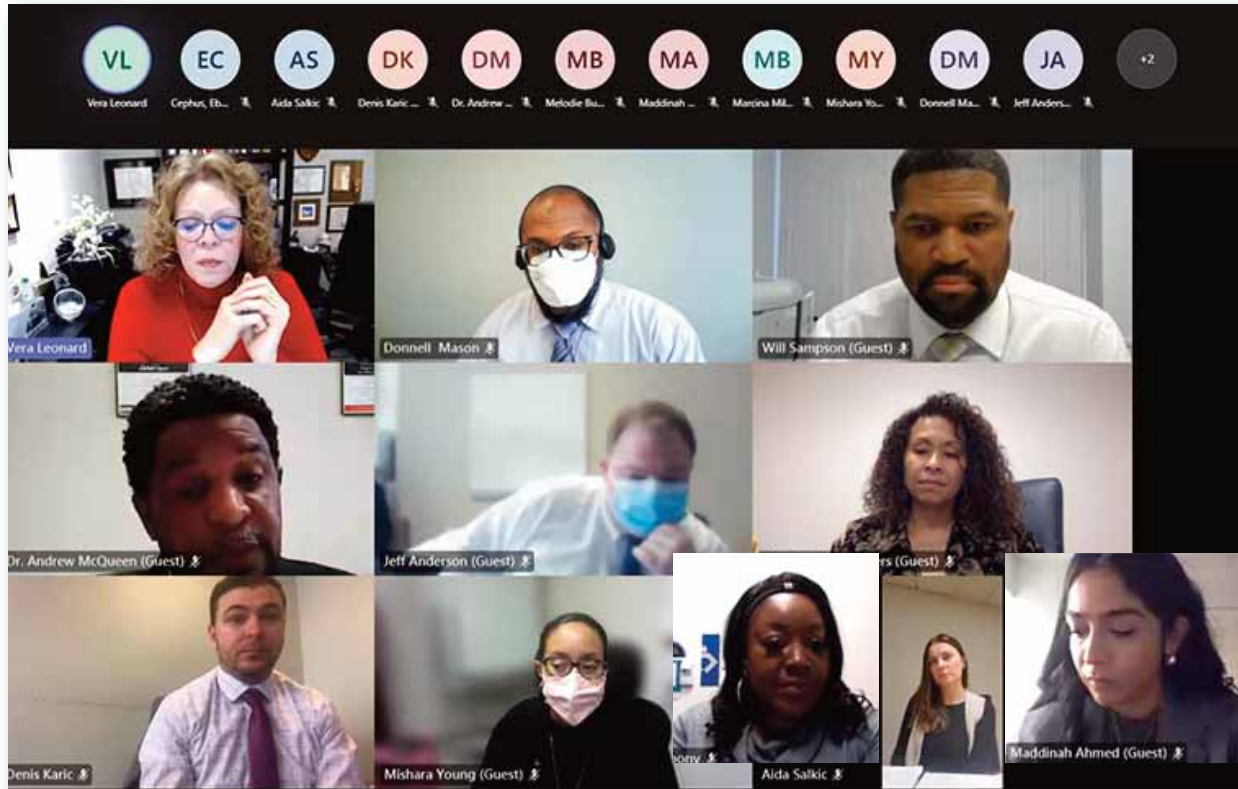 VL
EC
AS
DK
DM
MB
MA
MB
MY
DM
JA
+2
Vera Leonard
Cephus, Eb...
Aida Salkic
Denis Karic ...
Dr. Andrew ...
Melodie Bu...
Maddinah ...
Marcina Mil...
Mishara Yo...
Donnell Ma...
Jeff Anders...
Vera Leonard
Donnell Mason
Will Sampson (Guest)
Dr. Andrew McQueen (Guest)
Jeff Anderson (Guest)
ers (Guest)
Denis Karic
Mishara Young (Guest)
bony
Aida Salkic
Maddinah Ahmed (Guest)